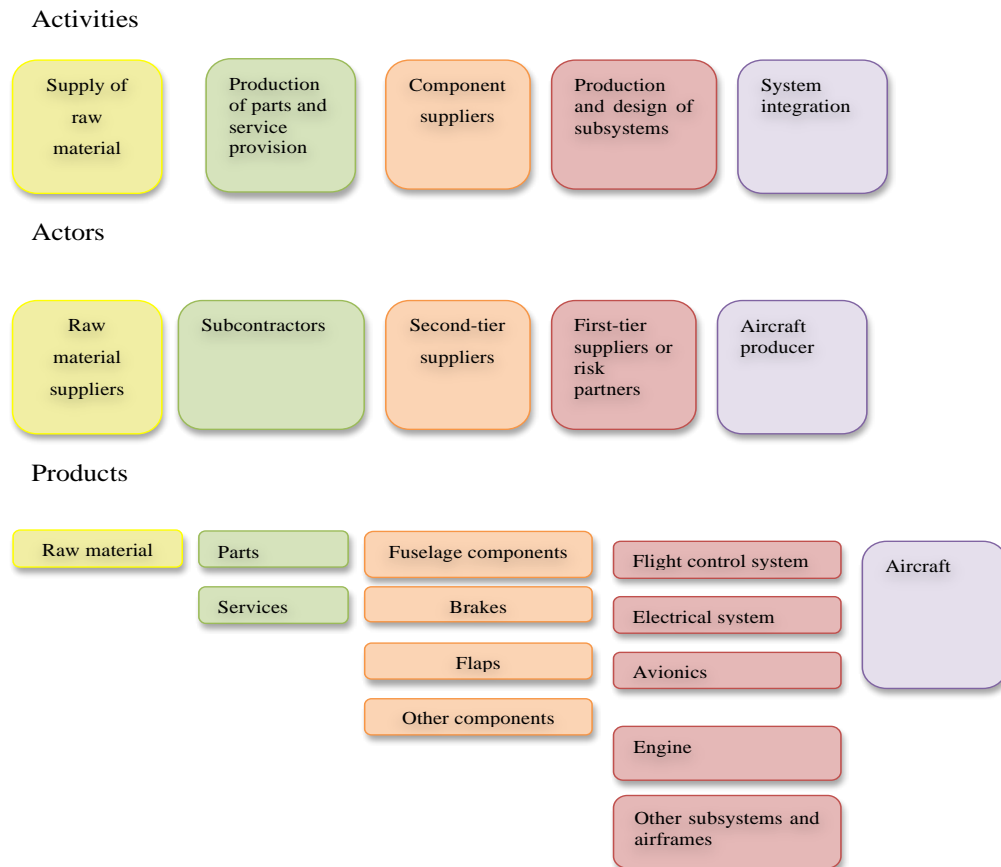 Activities
Supply of
raw
material
Production
of parts and
service
provision
Component
suppliers
Production
and design of
subsystems
System
integration
Actors
Raw
material
suppliers
Subcontractors
Second-tier
suppliers
First-tier
suppliers or
risk
partners
Aircraft
producer
Products
Raw material
Parts
Services
Fuselage components
Brakes
Flaps
Other components
Flight control system
Electrical system
Avionics
Engine
Other subsystems and
airframes
Aircraft